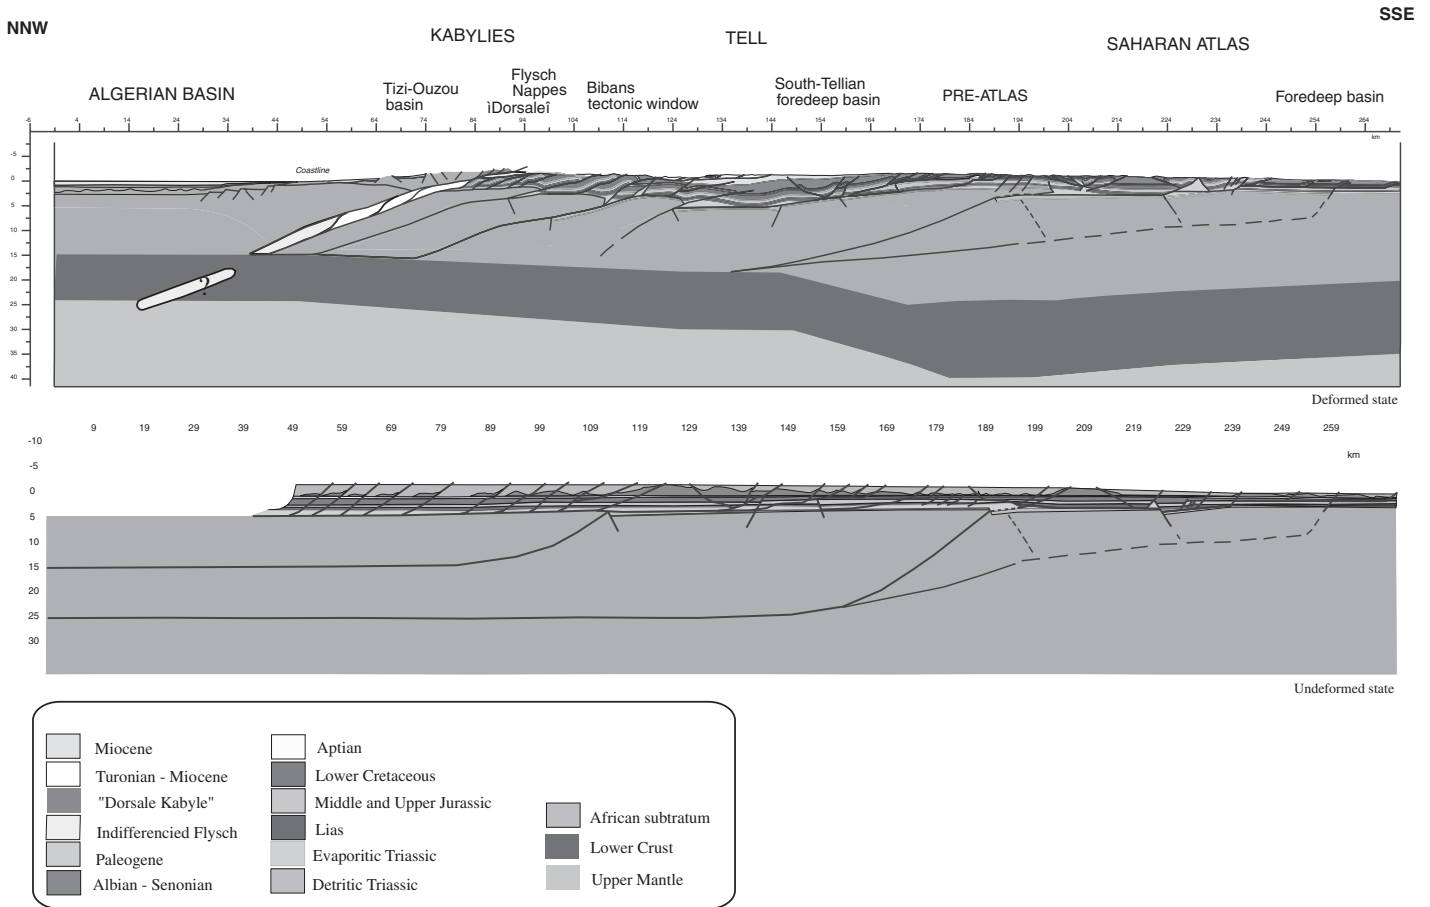 NNW
SSE
KABYLIES
TELL
SAHARAN ATLAS
ALGERIAN BASIN
Tizi-Ouzou
basin
Flysch
Nappes
ìDorsaleî
Bibans
tectonic window
South-Tellian
foredeep basin
PRE-ATLAS
Foredeep basin
-6 4 14 24 34 44 54 64 74 84 94 104 114 124 134 144 154 164 174 184 194 204 214 224 234 244 254 264
km
Coastline
-5
0
5
10
15
20
25
30
35
40
?
Deformed state
9 19 29 39 49 59 69 79 89 99 109 119 129 139 149 159 169 179 189 199 209 219 229 239 249 259
km
-10
-5
0
5
10
15
20
25
30
Undeformed state
Miocene
Turonian - Miocene
"Dorsale Kabyle"
Indifferencied Flysch
Paleogene
Albian - Senonian
Aptian
Lower Cretaceous
Middle and Upper Jurassic
Lias
Evaporitic Triassic
Detritic Triassic
African subtratum
Lower Crust
Upper Mantle